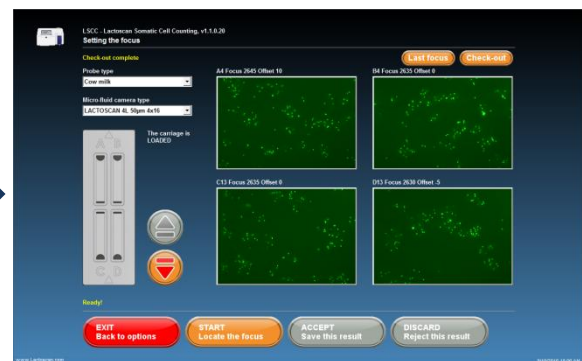 LSCC - Lactoscan Somatic Cell Counting, v1.1.0.20
Setting the focus
Check-out complete
Last focus
Check-out
Probe type
Cow milk
Micro-fluid camera type
LACTOSCAN 4L 50µm 4x16
The carriage is
LOADED
A B
C D
A4 Focus 2645 Offset 10
B4 Focus 2635 Offset 0
C13 Focus 2635 Offset 0
D13 Focus 2630 Offset -5
Ready!
EXIT
Back to options
START
Locate the focus
ACCEPT
Save this result
DISCARD
Reject this result
www.Lactoscan.com